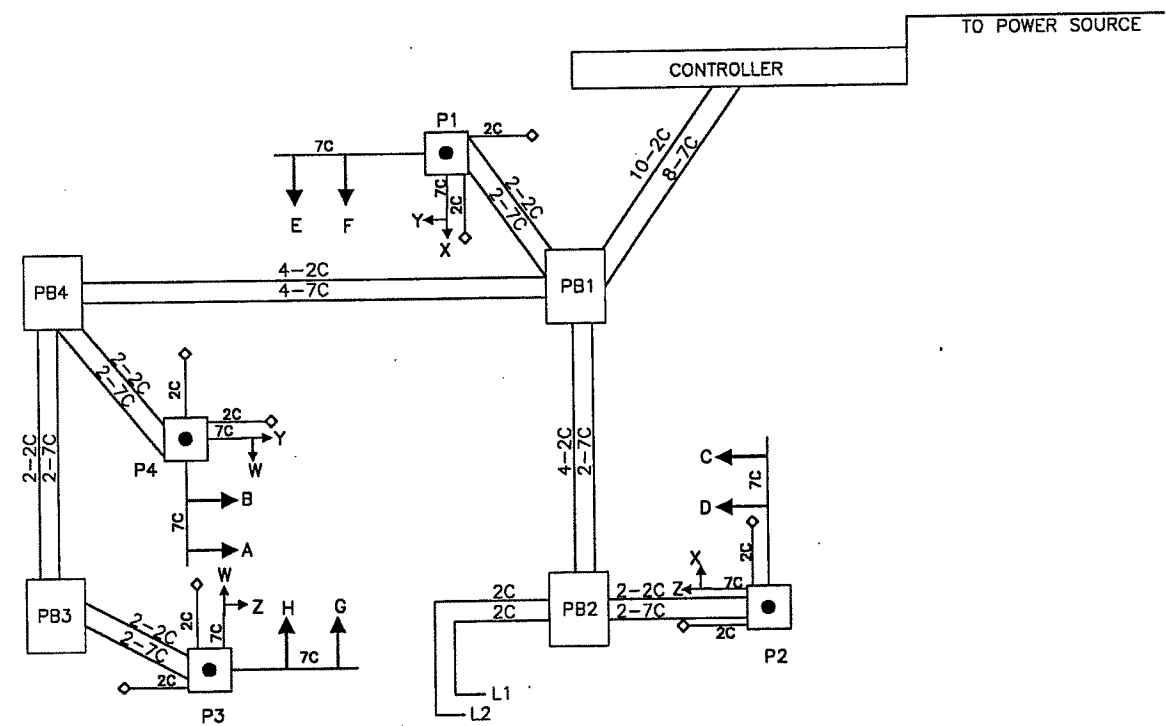 TO POWER SOURCE
CONTROLLER
P1
2C
7C
10-2C
8-7C
2-2C
2-7C
7C
2C
E
F
Y
X
PB4
4-2C
4-7C
PB1
2-2C
2-7C
2C
2C
7C
Y
W
P4
B
7C
A
2-2C
2-7C
4-2C
2-7C
C
7C
D
2C
X
Z
7C
PB3
W
Z
H
G
2C
7C
2-2C
2-7C
7C
2C
P3
2C
2C
PB2
2-2C
2-7C
2C
P2
L1
L2